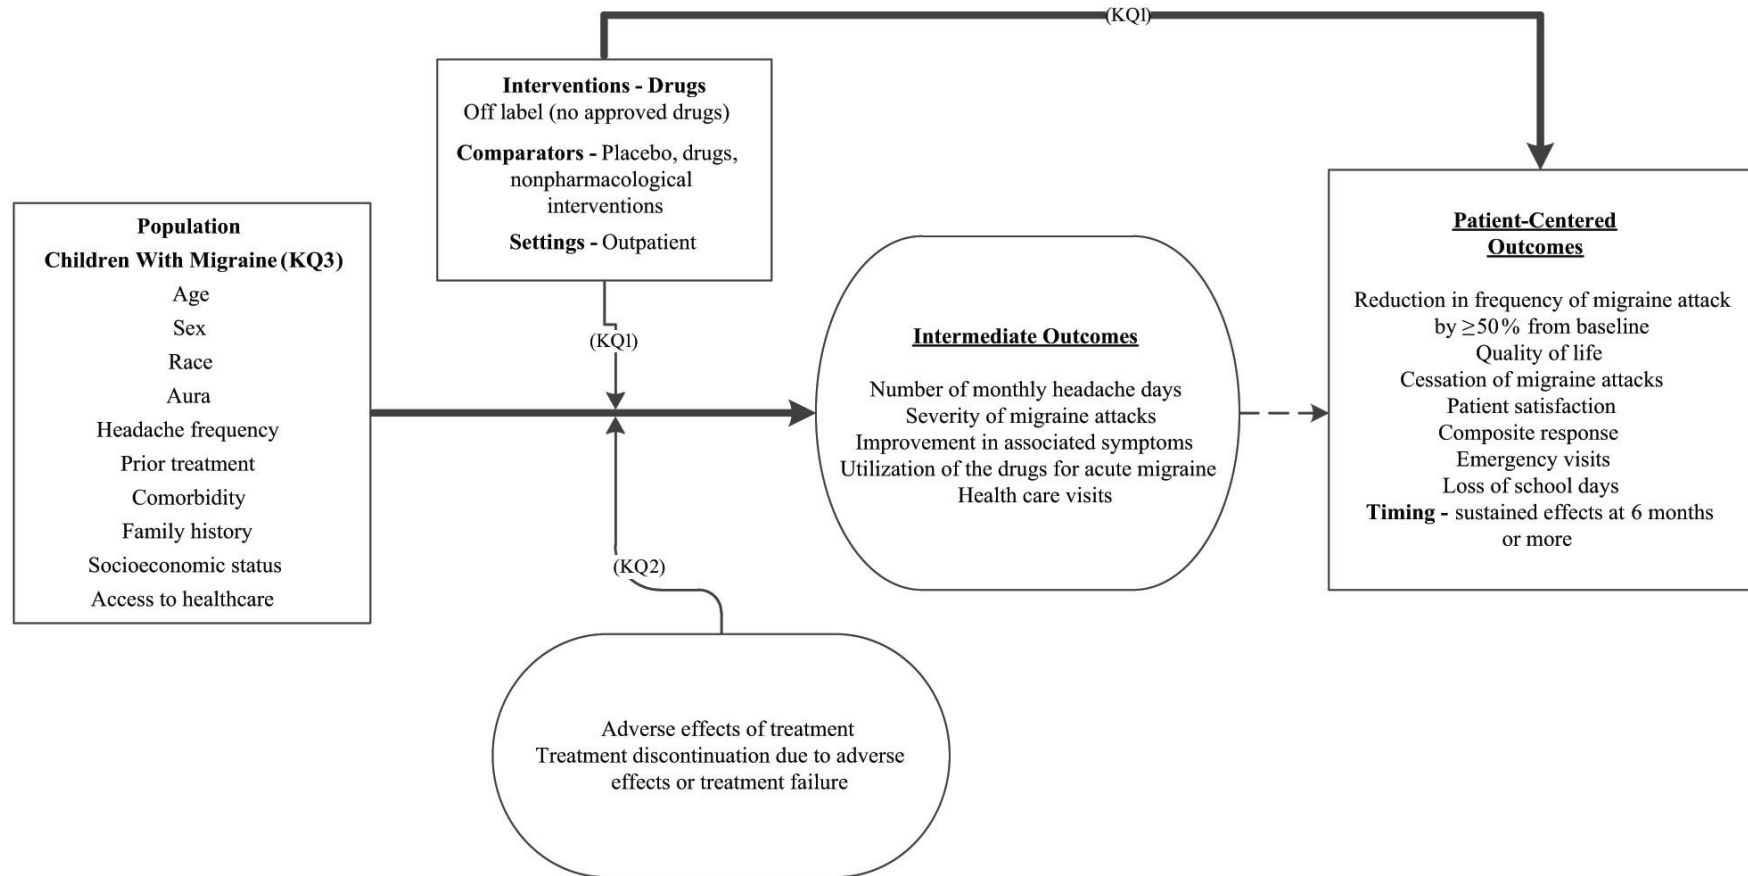 (KQ1)
Interventions - Drugs
Off label (no approved drugs)
Comparators - Placebo, drugs,
nonpharmacological
interventions
Settings - Outpatient
Population
Children With Migraine (KQ3)
Age
Sex
Race
Aura
Headache frequency
Prior treatment
Comorbidity
Family history
Socioeconomic status
Access to healthcare
(KQ1)
(KQ2)
Intermediate Outcomes
Number of monthly headache days
Severity of migraine attacks
Improvement in associated symptoms
Utilization of the drugs for acute migraine
Health care visits
Patient-Centered
Outcomes
Reduction in frequency of migraine attack
by ≥50% from baseline
Quality of life
Cessation of migraine attacks
Patient satisfaction
Composite response
Emergency visits
Loss of school days
Timing - sustained effects at 6 months
or more
Adverse effects of treatment
Treatment discontinuation due to adverse
effects or treatment failure